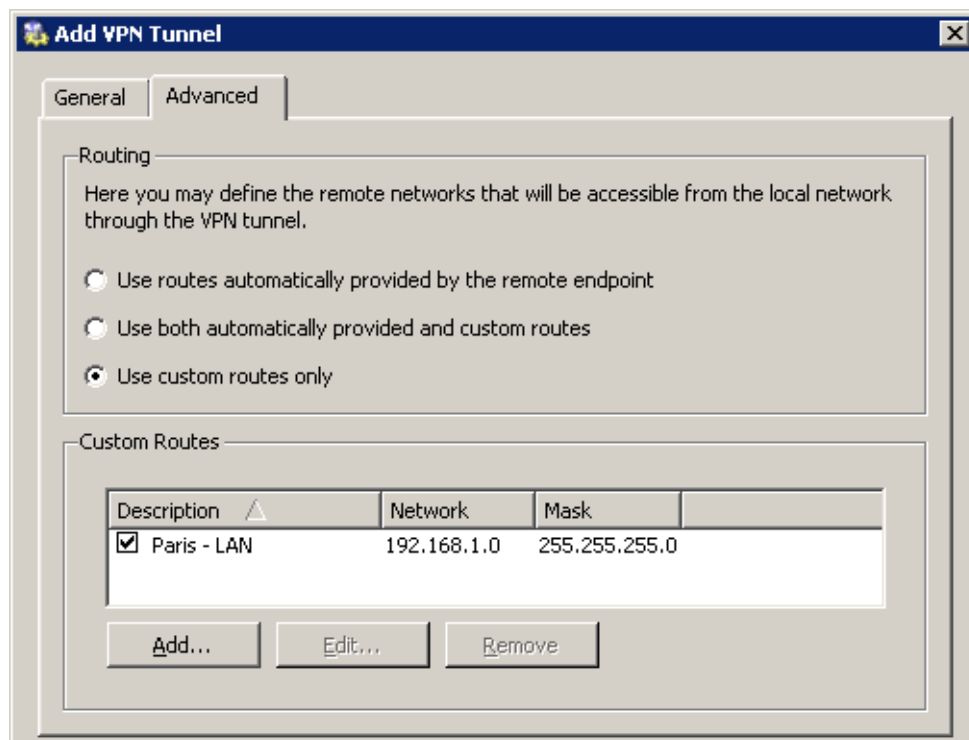 Add VPN Tunnel
General Advanced
Routing
Here you may define the remote networks that will be accessible from the local network
through the VPN tunnel.
Use routes automatically provided by the remote endpoint
Use both automatically provided and custom routes
Use custom routes only
Custom Routes
Description Network Mask
Paris - LAN 192.168.1.0 255.255.255.0
Add... Edit... Remove